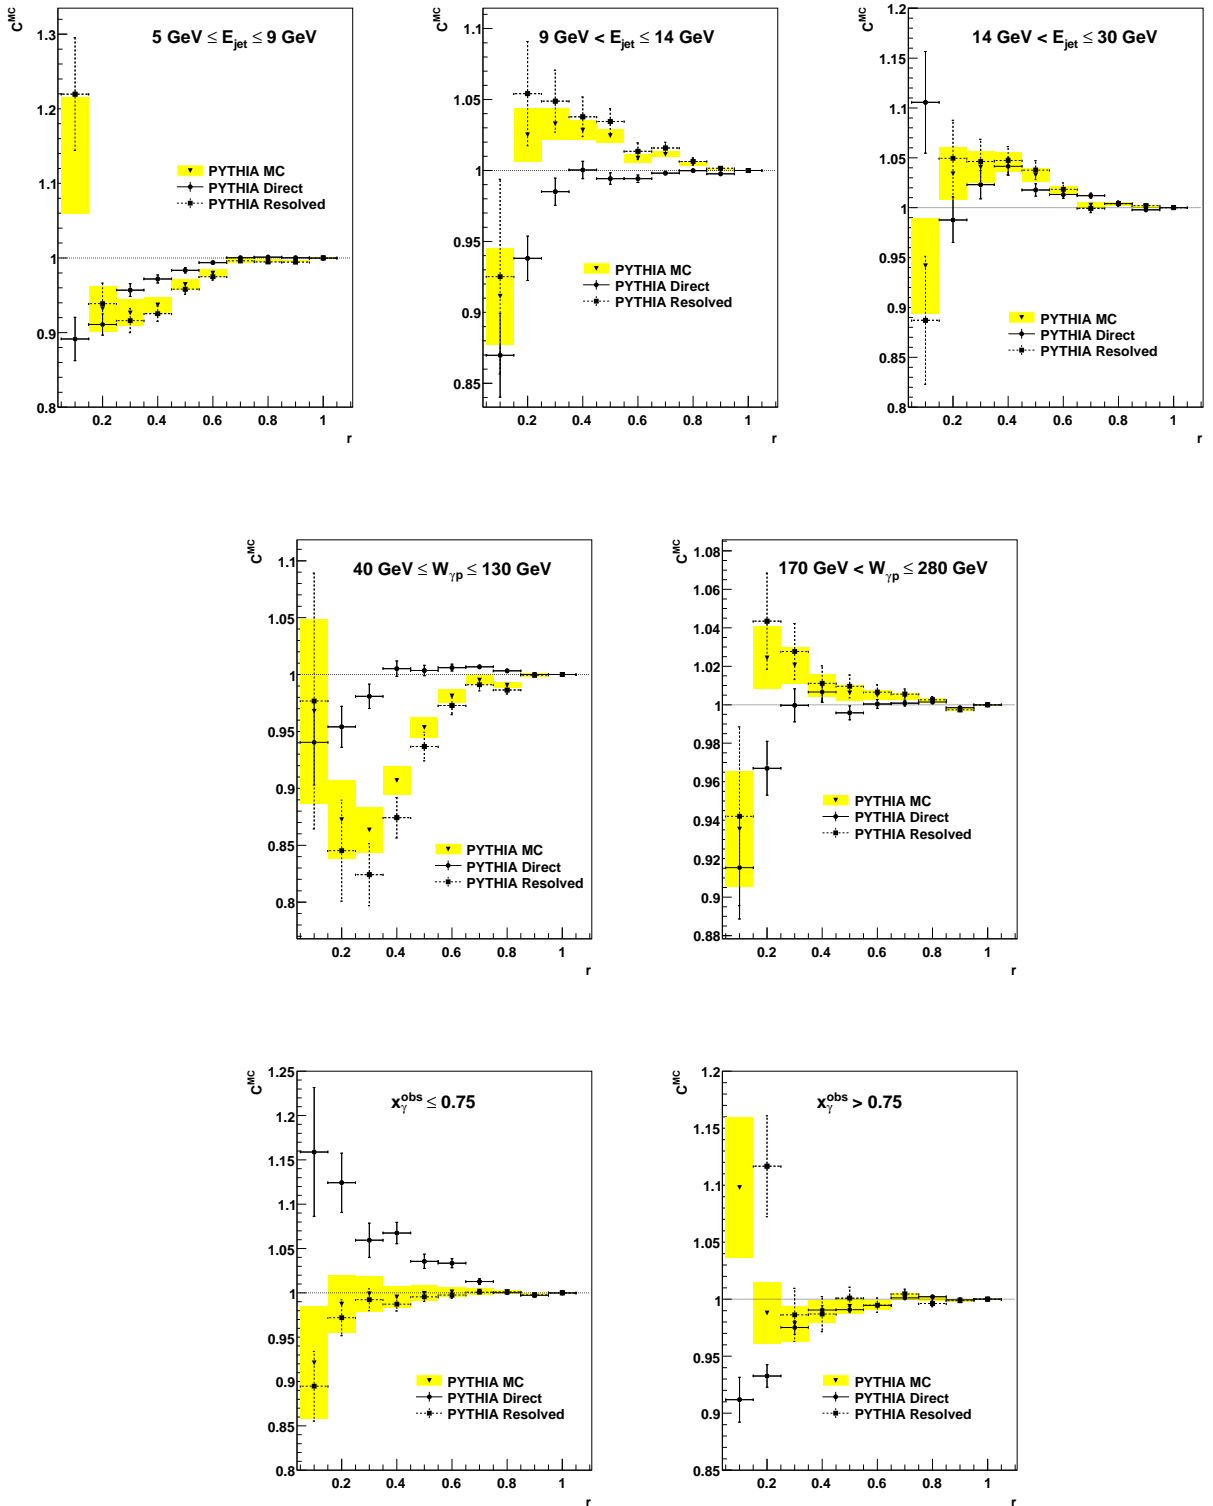 C^MC
5 GeV ≤ E_jet ≤ 9 GeV
1.3
1.2
1.1
1
0.9
0.8
PYTHIA MC
PYTHIA Direct
PYTHIA Resolved
0.2 0.4 0.6 0.8 1
r
C^MC
9 GeV < E_jet ≤ 14 GeV
1.1
1.05
1
0.95
0.9
0.85
PYTHIA MC
PYTHIA Direct
PYTHIA Resolved
0.2 0.4 0.6 0.8 1
r
C^MC
14 GeV < E_jet ≤ 30 GeV
1.2
1.15
1.1
1.05
1
0.95
0.9
0.85
0.8
PYTHIA MC
PYTHIA Direct
PYTHIA Resolved
0.2 0.4 0.6 0.8 1
r
C^MC
40 GeV ≤ W_γp ≤ 130 GeV
1.1
1.05
1
0.95
0.9
0.85
0.8
PYTHIA MC
PYTHIA Direct
PYTHIA Resolved
0.2 0.4 0.6 0.8 1
r
C^MC
170 GeV < W_γp ≤ 280 GeV
1.08
1.06
1.04
1.02
1
0.98
0.96
0.94
0.92
0.9
0.88
PYTHIA MC
PYTHIA Direct
PYTHIA Resolved
0.2 0.4 0.6 0.8 1
r
C^MC
x_γ^obs ≤ 0.75
1.25
1.2
1.15
1.1
1.05
1
0.95
0.9
0.85
0.8
PYTHIA MC
PYTHIA Direct
PYTHIA Resolved
0.2 0.4 0.6 0.8 1
r
C^MC
x_γ^obs > 0.75
1.2
1.15
1.1
1.05
1
0.95
0.9
0.85
PYTHIA MC
PYTHIA Direct
PYTHIA Resolved
0.2 0.4 0.6 0.8 1
r